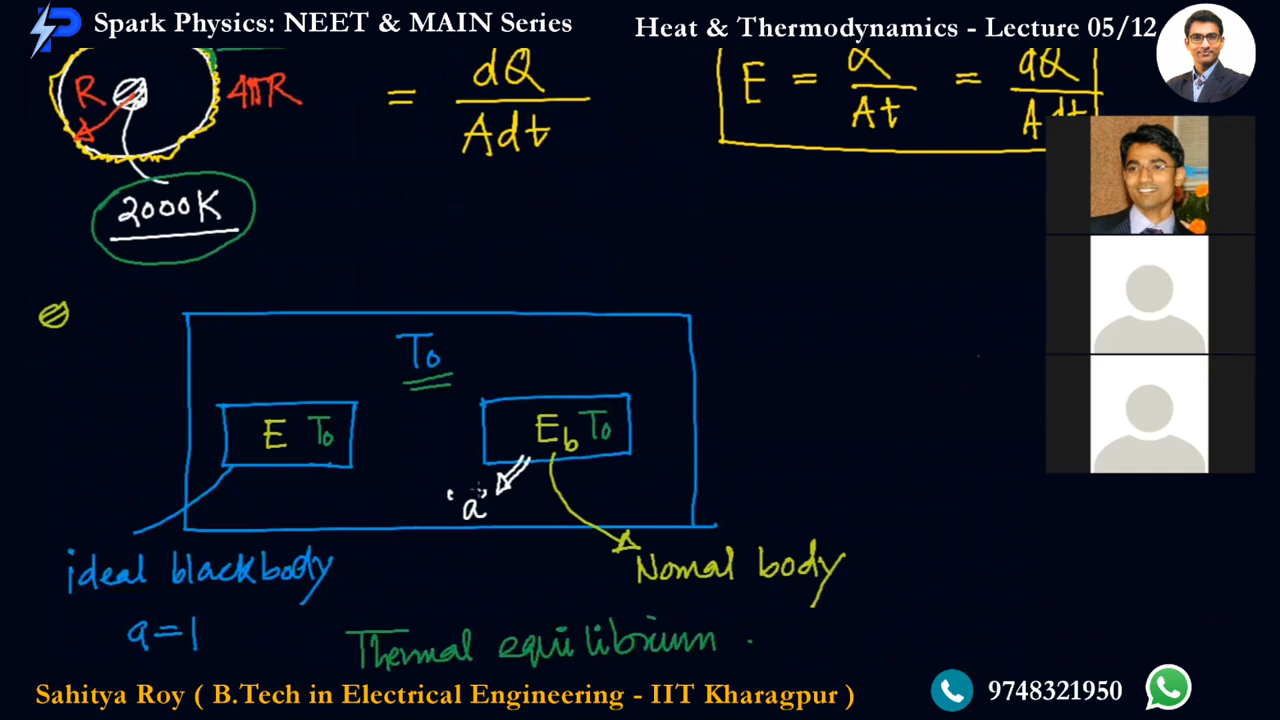 Spark Physics: NEET & MAIN Series
Heat & Thermodynamics - Lecture 05/12
R 4πR
= dQ / Adt
E = Q / At = dQ / Adt
2000K
T₀
E T₀
E_b T₀
'a'
ideal blackbody
Nomal body
a=1
Thermal equilibrium.
Sahitya Roy ( B.Tech in Electrical Engineering - IIT Kharagpur )
9748321950